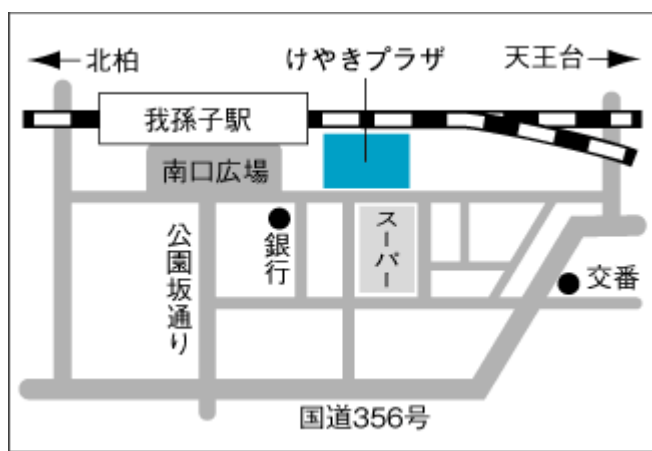 北柏
けやきプラザ
天王台
我孫子駅
南口広場
公園坂通り
銀行
スーパー
交番
国道356号